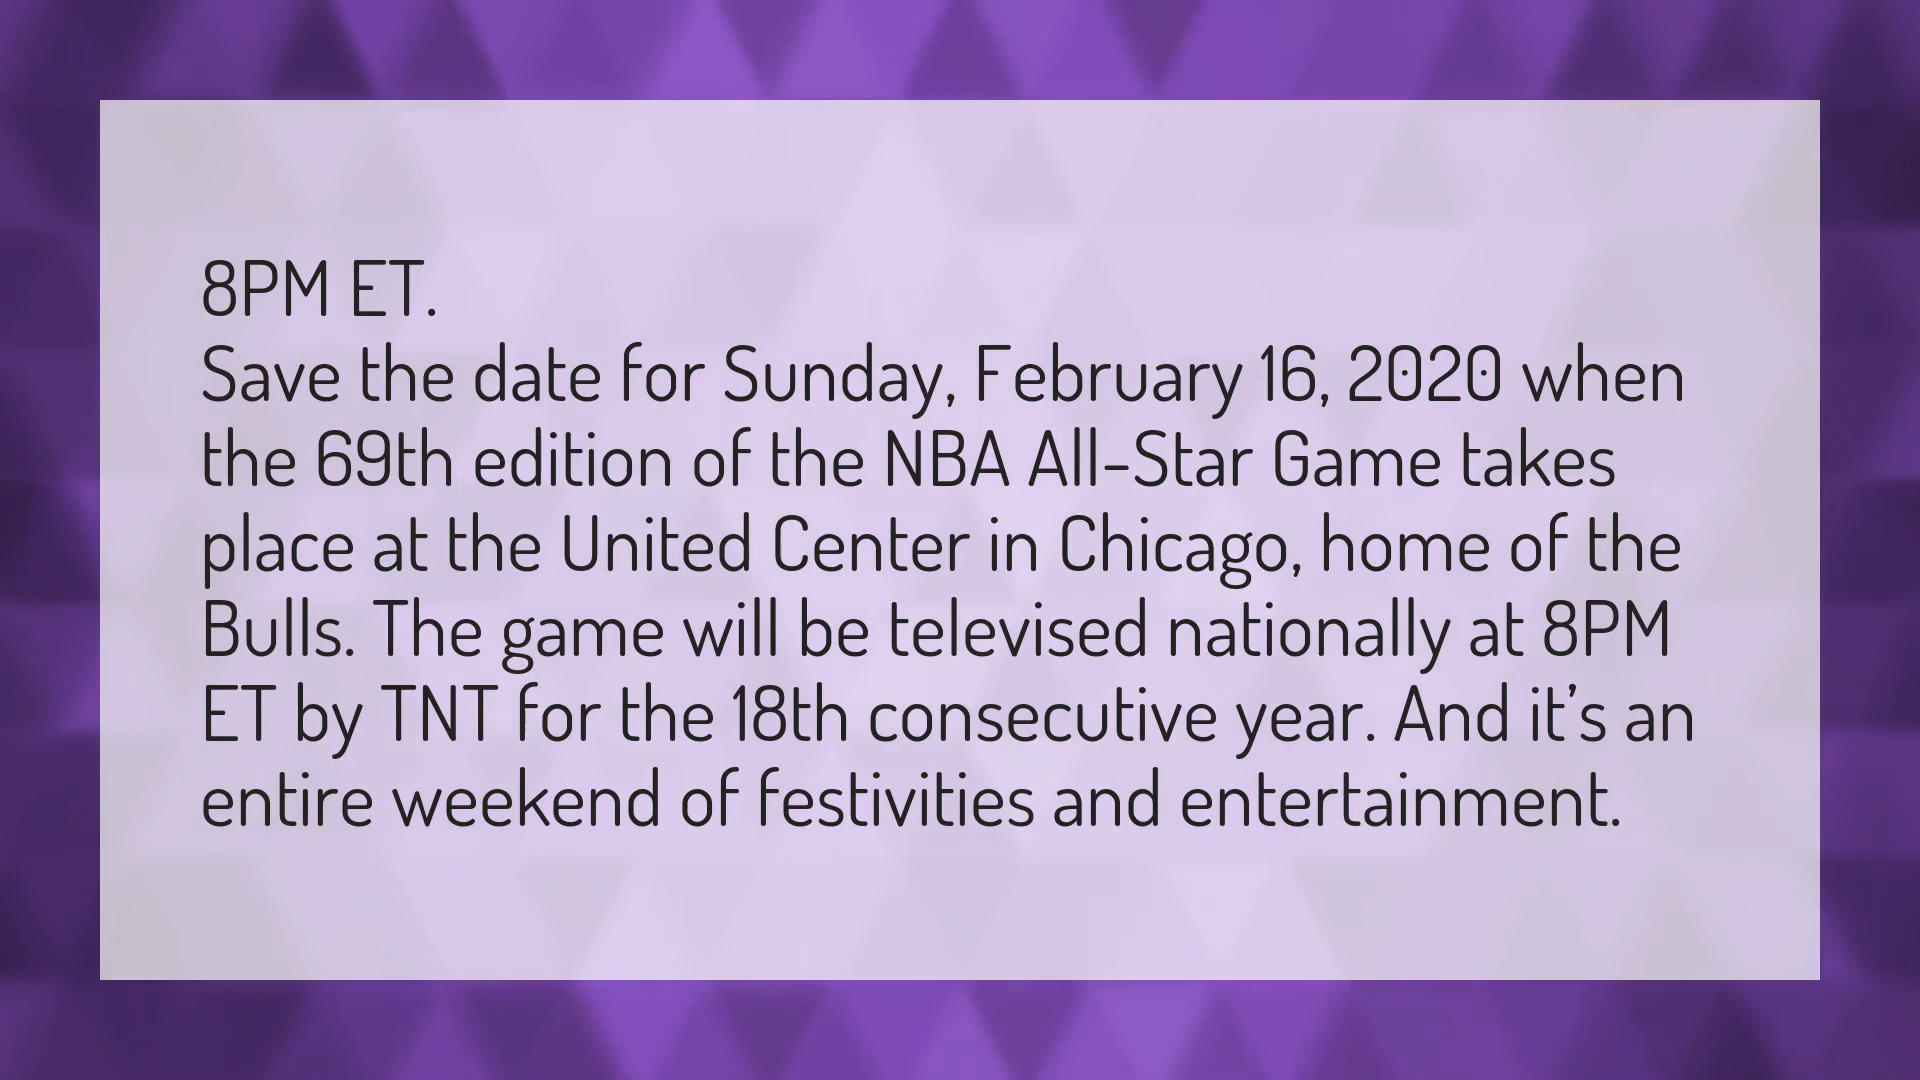 8PM ET.
Save the date for Sunday, February 16, 2020 when
the 69th edition of the NBA All-Star Game takes
place at the United Center in Chicago, home of the
Bulls. The game will be televised nationally at 8PM
ET by TNT for the 18th consecutive year. And it’s an
entire weekend of festivities and entertainment.